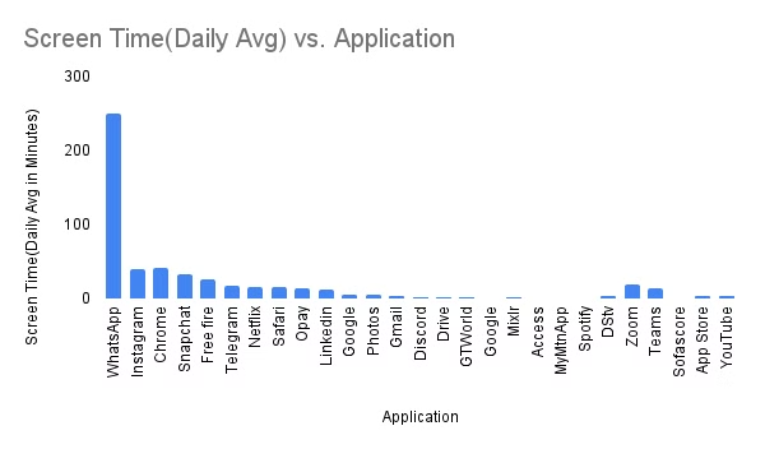 Screen Time(Daily Avg) vs. Application
300
200
100
0
Screen Time(Daily Avg in Minutes)
WhatsApp
Instagram
Chrome
Snapchat
Free fire
Telegram
Netflix
Safari
Opay
Linkedin
Google
Photos
Gmail
Discord
Drive
GTWorld
Google
Mixlr
Access
MyMtnApp
Spotify
DStv
Zoom
Teams
Sofascore
App Store
YouTube
Application